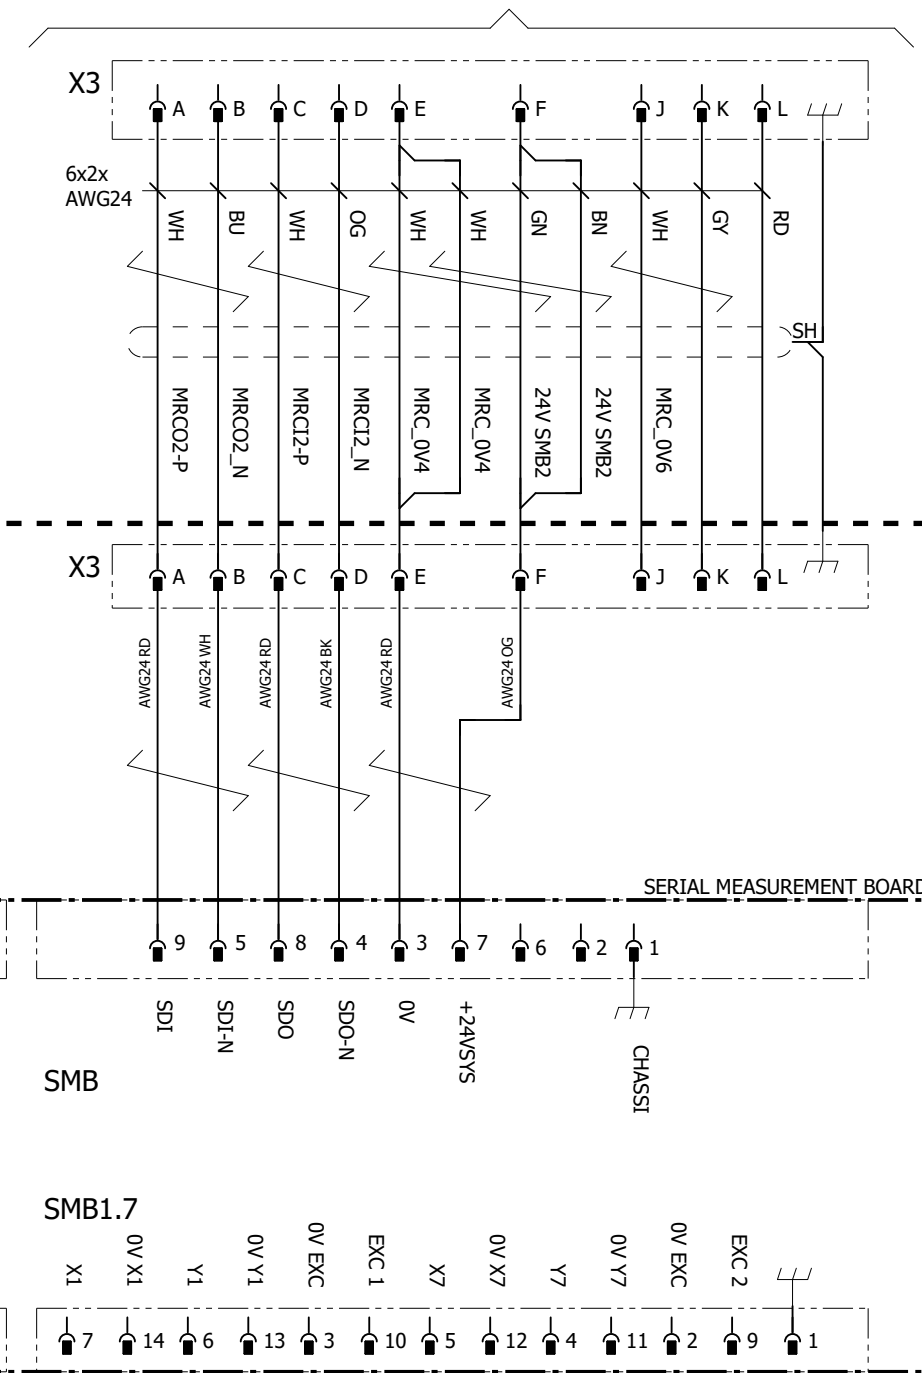 X3
A B C D E F J K L
6x2x
AWG24
WH BU WH OG WH WH GN BN WH GY RD
SH
MRCO2-P MRCO2_N MRCI2-P MRCI2_N MRC_0V4 MRC_0V4 24V SMB2 24V SMB2 MRC_0V6
X3
A B C D E F J K L
AWG24 RD AWG24 WH AWG24 RD AWG24 BK AWG24 RD AWG24 OG
SERIAL MEASUREMENT BOARD
9 5 8 4 3 7 6 2 1
SDI SDI-N SDO SDO-N 0V +24VSYS CHASSI
SMB
SMB1.7
X1 0V X1 Y1 0V Y1 0V EXC EXC 1 X7 0V X7 Y7 0V Y7 0V EXC EXC 2
7 14 6 13 3 10 5 12 4 11 2 9 1